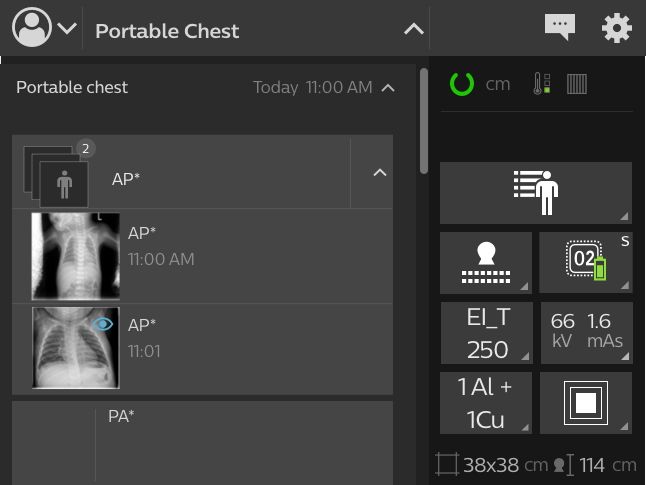 Portable Chest
Portable chest Today 11:00 AM
cm
2
AP*
L
AP*
11:00 AM
AP*
11:01
PA*
02
S
EI_T
250
66 1.6
kV mAs
1 Al +
1Cu
38x38 cm 114 cm